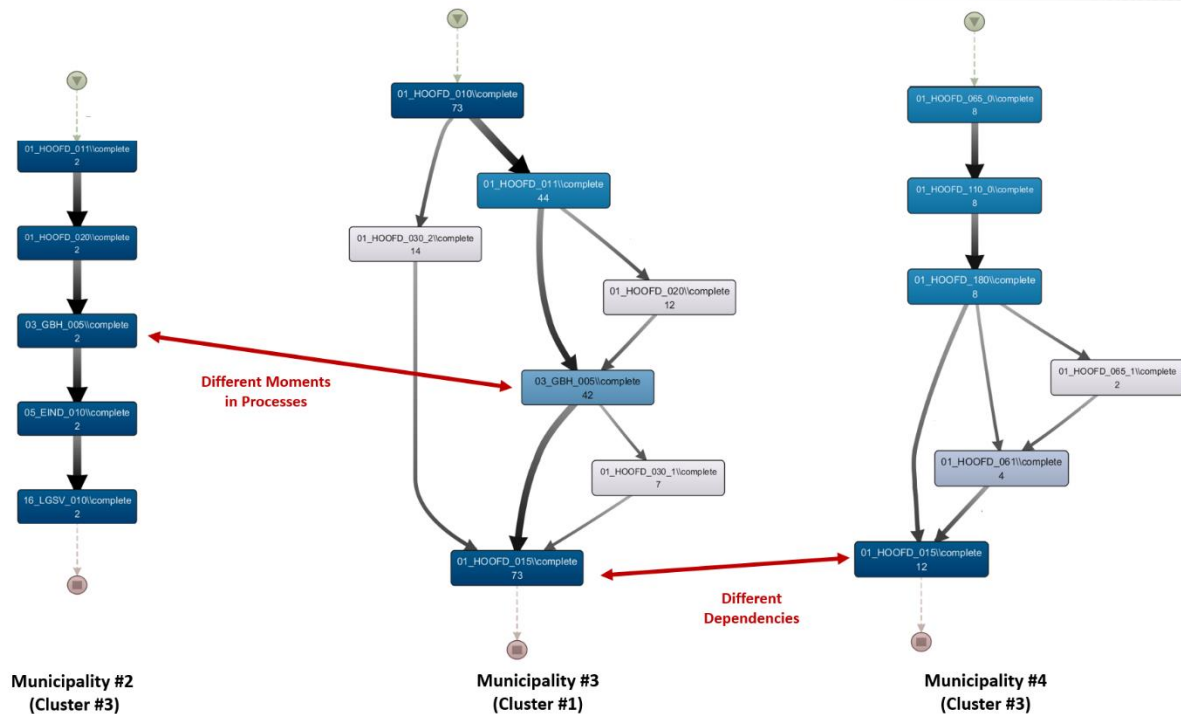 01_HOOFD_011\\complete
2
01_HOOFD_020\\complete
2
03_GBH_005\\complete
2
05_EIND_010\\complete
2
16_LGSV_010\\complete
2
Municipality #2
(Cluster #3)
Different Moments
in Processes
01_HOOFD_010\\complete
73
01_HOOFD_011\\complete
44
01_HOOFD_030_2\\complete
14
01_HOOFD_020\\complete
12
03_GBH_005\\complete
42
01_HOOFD_030_1\\complete
7
01_HOOFD_015\\complete
73
Municipality #3
(Cluster #1)
Different
Dependencies
01_HOOFD_065_0\\complete
8
01_HOOFD_110_0\\complete
8
01_HOOFD_180\\complete
8
01_HOOFD_065_1\\complete
2
01_HOOFD_061\\complete
4
01_HOOFD_015\\complete
12
Municipality #4
(Cluster #3)